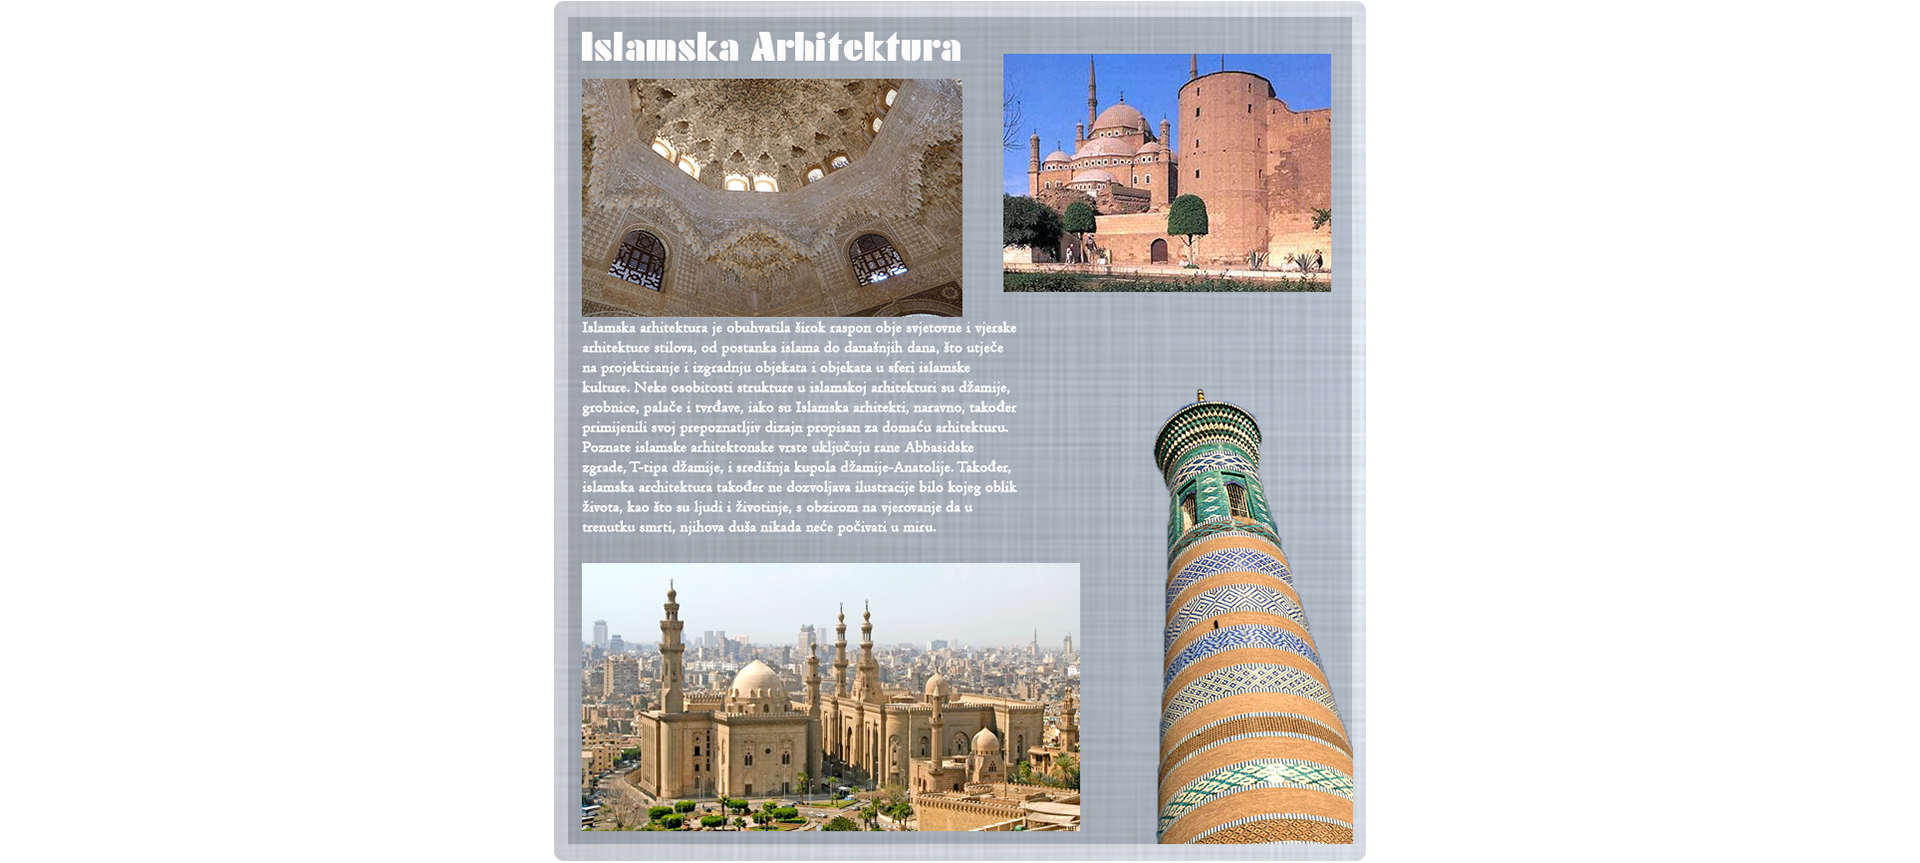 Islamska Arhitektura
Islamska arhitektura je obuhvatila širok raspon obje svjetovne i vjerske
arhitekture stilova, od postanka islama do današnjih dana, što utječe
na projektiranje i izgradnju objekata i objekata u sferi islamske
kulture. Neke osobitosti strukture u islamskoj arhitekturi su džamije,
grobnice, palače i tvrđave, iako su Islamska arhitekti, naravno, također
primijenili svoj prepoznatljiv dizajn propisan za domaću arhitekturu.
Poznate islamske arhitektonske vrste uključuju rane Abbasidske
zgrade, T-tipa džamije, i središnja kupola džamije-Anatolije. Također,
islamska architektura također ne dozvoljava ilustracije bilo kojeg oblik
života, kao što su ljudi i životinje, s obzirom na vjerovanje da u
trenutku smrti, njihova duša nikada neće počivati u miru.